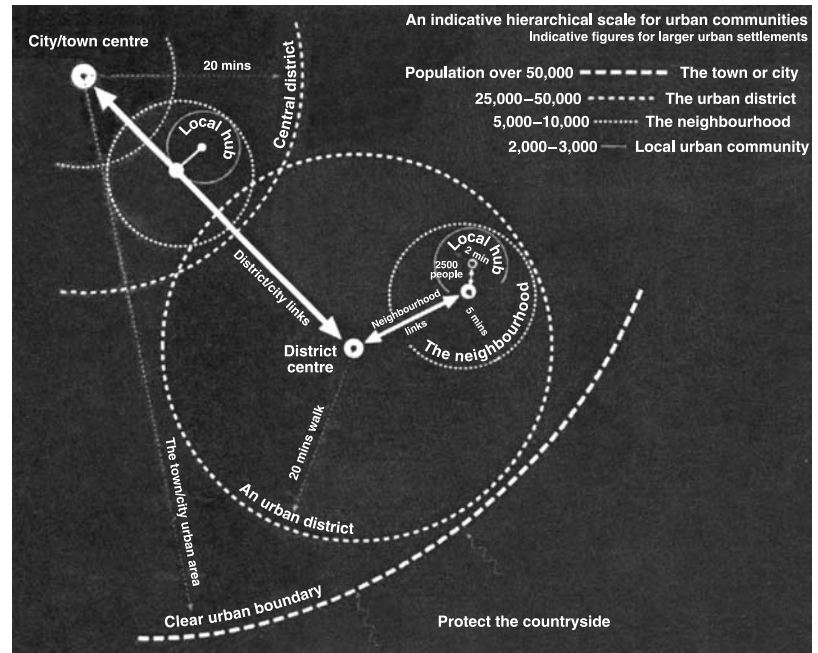 An indicative hierarchical scale for urban communities
Indicative figures for larger urban settlements
Population over 50,000 The town or city
25,000–50,000 The urban district
5,000–10,000 The neighbourhood
2,000–3,000 Local urban community
City/town centre
20 mins
Central district
Local hub
District/city links
Local hub
2 min
2500
people
Neighbourhood
links
5 mins
The neighbourhood
District
centre
20 mins walk
An urban district
The town/city urban area
Clear urban boundary
Protect the countryside